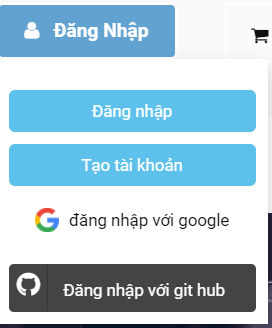 Đăng Nhập
Đăng nhập
Tạo tài khoản
đăng nhập với google
Đăng nhập với git hub